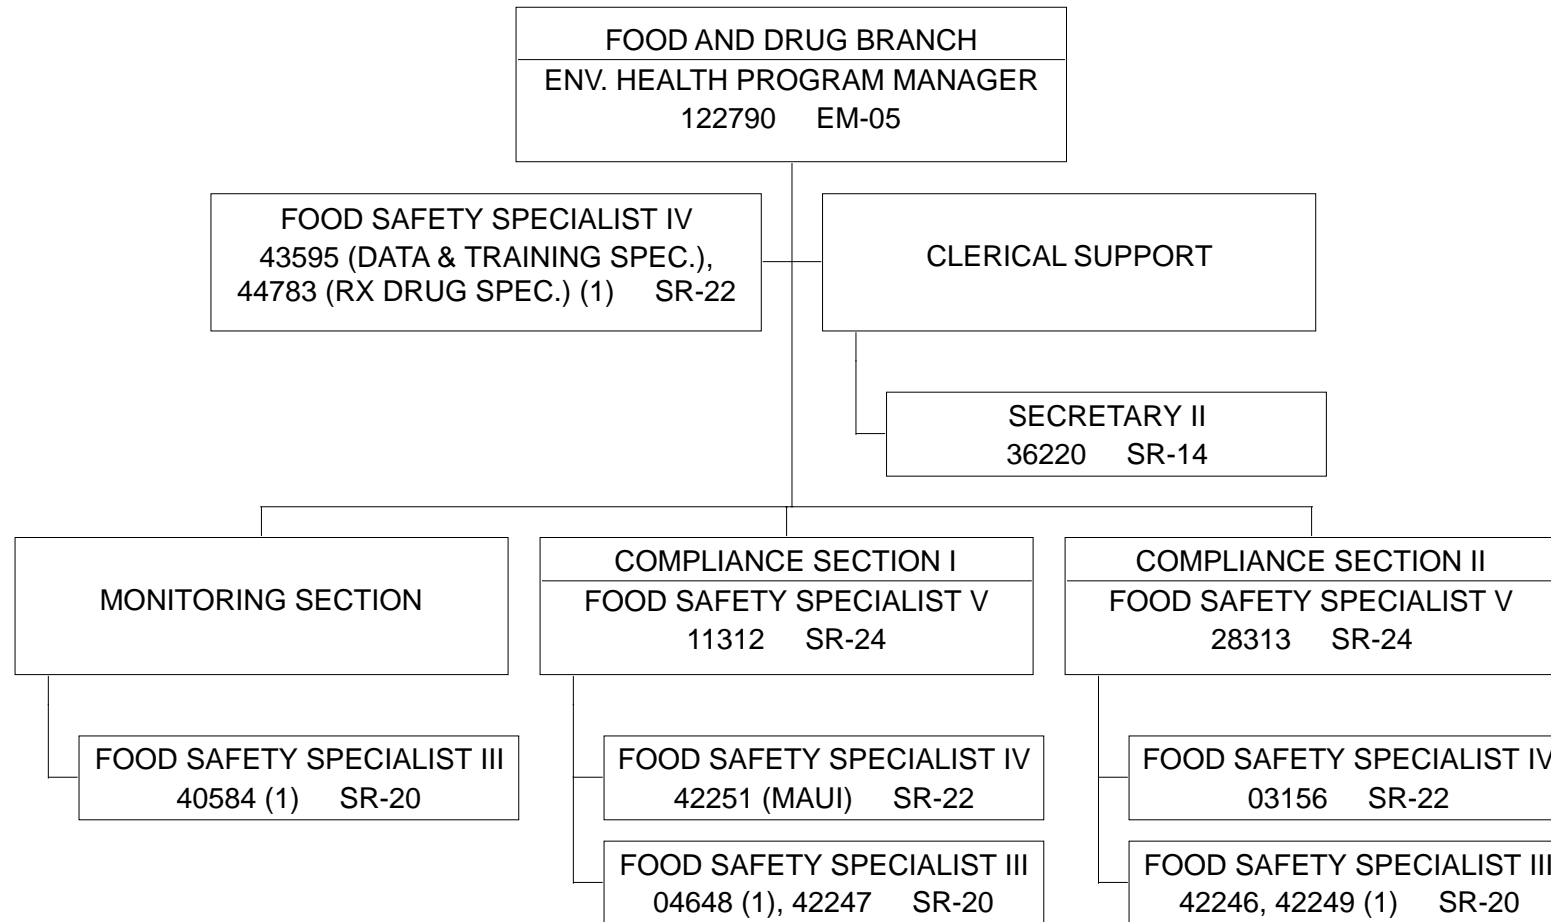 FOOD AND DRUG BRANCH
ENV. HEALTH PROGRAM MANAGER
122790 EM-05
FOOD SAFETY SPECIALIST IV
43595 (DATA & TRAINING SPEC.),
44783 (RX DRUG SPEC.) (1) SR-22
CLERICAL SUPPORT
SECRETARY II
36220 SR-14
MONITORING SECTION
FOOD SAFETY SPECIALIST III
40584 (1) SR-20
COMPLIANCE SECTION I
FOOD SAFETY SPECIALIST V
11312 SR-24
FOOD SAFETY SPECIALIST IV
42251 (MAUI) SR-22
FOOD SAFETY SPECIALIST III
04648 (1), 42247 SR-20
COMPLIANCE SECTION II
FOOD SAFETY SPECIALIST V
28313 SR-24
FOOD SAFETY SPECIALIST IV
03156 SR-22
FOOD SAFETY SPECIALIST III
42246, 42249 (1) SR-20